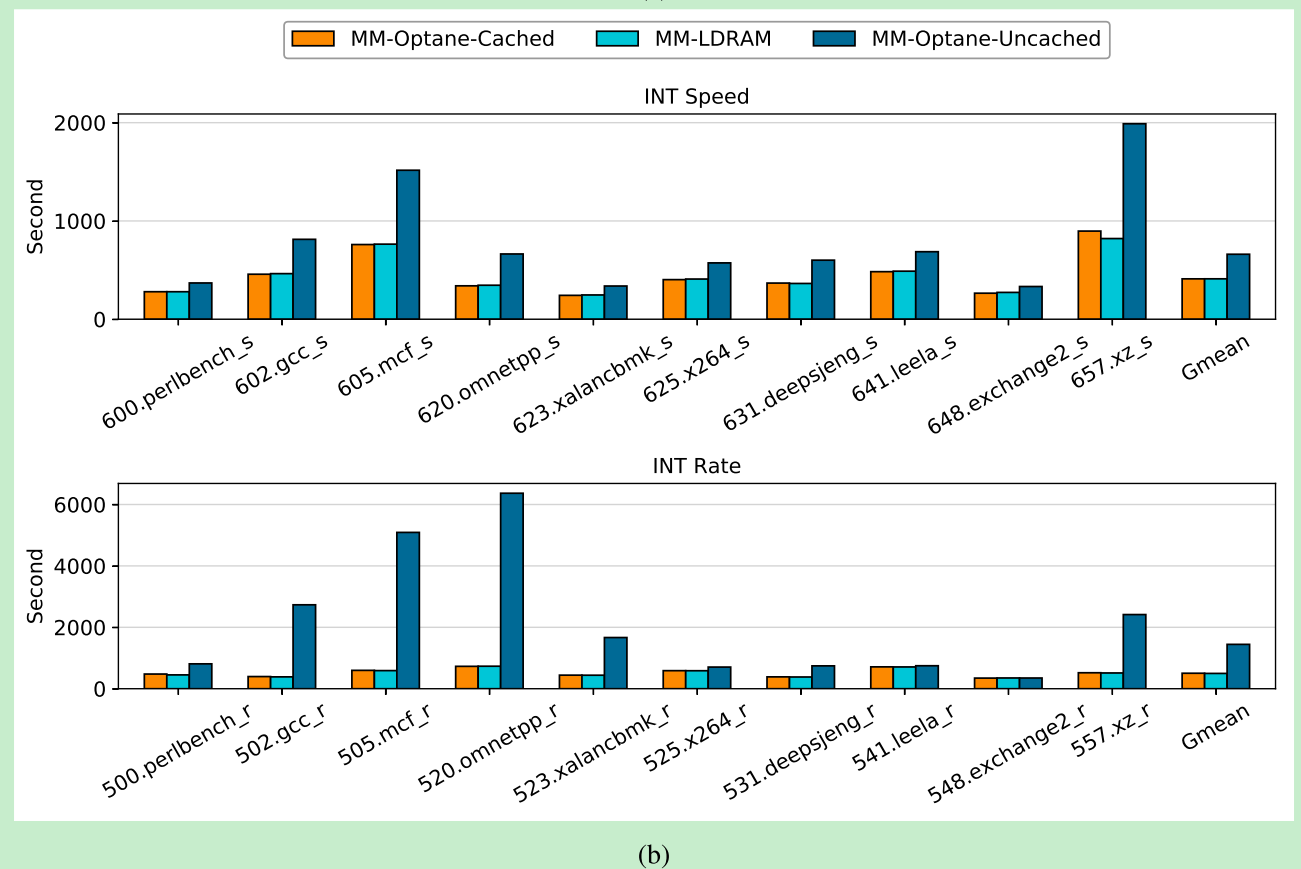 MM-Optane-Cached MM-LDRAM MM-Optane-Uncached
INT Speed
2000
1000
0
Second
600.perlbench_s 602.gcc_s 605.mcf_s 620.omnetpp_s 623.xalancbmk_s 625.x264_s 631.deepsjeng_s 641.leela_s 648.exchange2_s 657.xz_s Gmean
INT Rate
6000
4000
2000
0
Second
500.perlbench_r 502.gcc_r 505.mcf_r 520.omnetpp_r 523.xalancbmk_r 525.x264_r 531.deepsjeng_r 541.leela_r 548.exchange2_r 557.xz_r Gmean
(b)